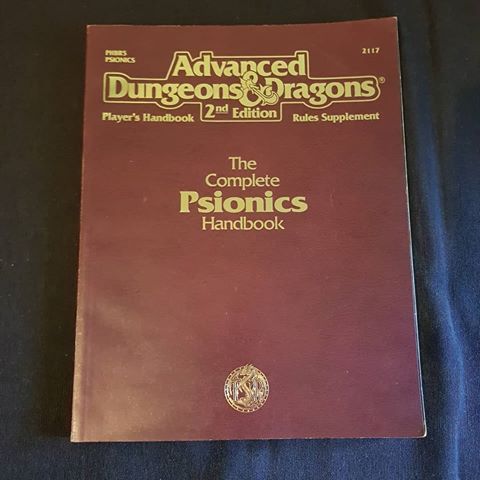 PHBR5
PSIONICS
2117
Advanced
Dungeons & Dragons®
2nd Edition
Player's Handbook
Rules Supplement
The
Complete
Psionics
Handbook